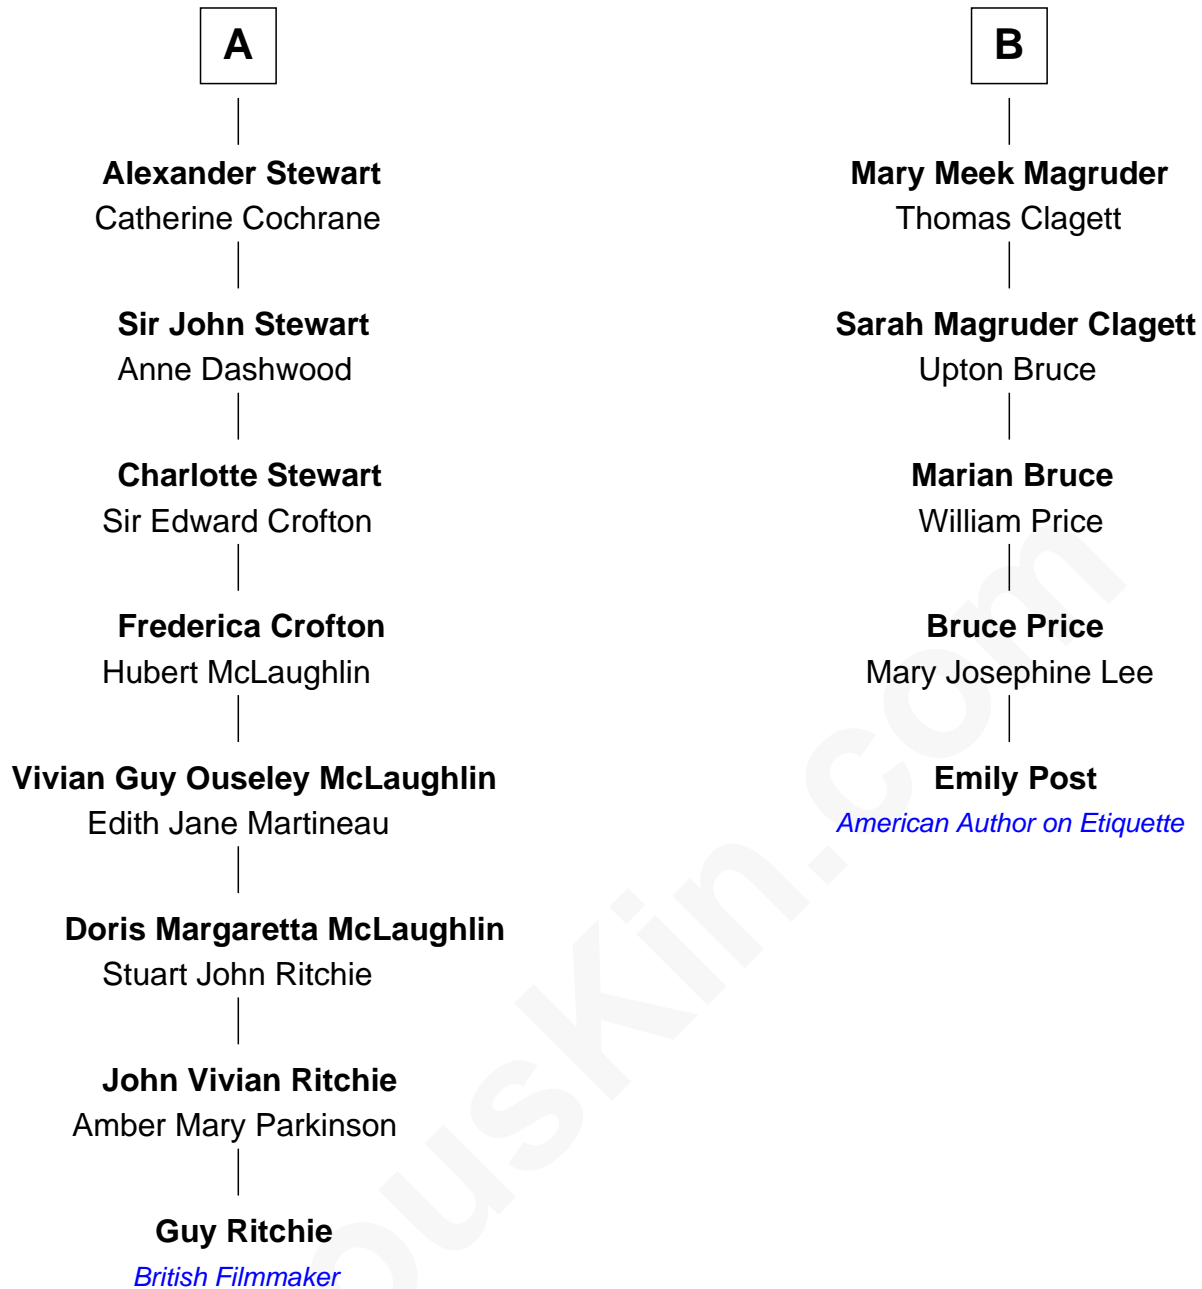 A
Alexander Stewart
Catherine Cochrane
Sir John Stewart
Anne Dashwood
Charlotte Stewart
Sir Edward Crofton
Frederica Crofton
Hubert McLaughlin
Vivian Guy Ouseley McLaughlin
Edith Jane Martineau
Doris Margaretta McLaughlin
Stuart John Ritchie
John Vivian Ritchie
Amber Mary Parkinson
Guy Ritchie
British Filmmaker
B
Mary Meek Magruder
Thomas Clagett
Sarah Magruder Clagett
Upton Bruce
Marian Bruce
William Price
Bruce Price
Mary Josephine Lee
Emily Post
American Author on Etiquette
ousKin.com